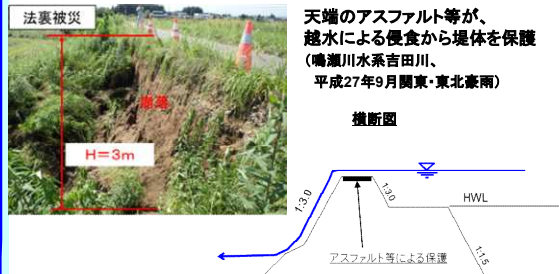 法裏被災
崩落
H＝3m
天端のアスファルト等が、
越水による侵食から堤体を保護
（鳴瀬川水系吉田川、
平成27年9月関東・東北豪雨）
横断図
1:3.0
1:3.0
HWL
1:1.5
アスファルト等による保護